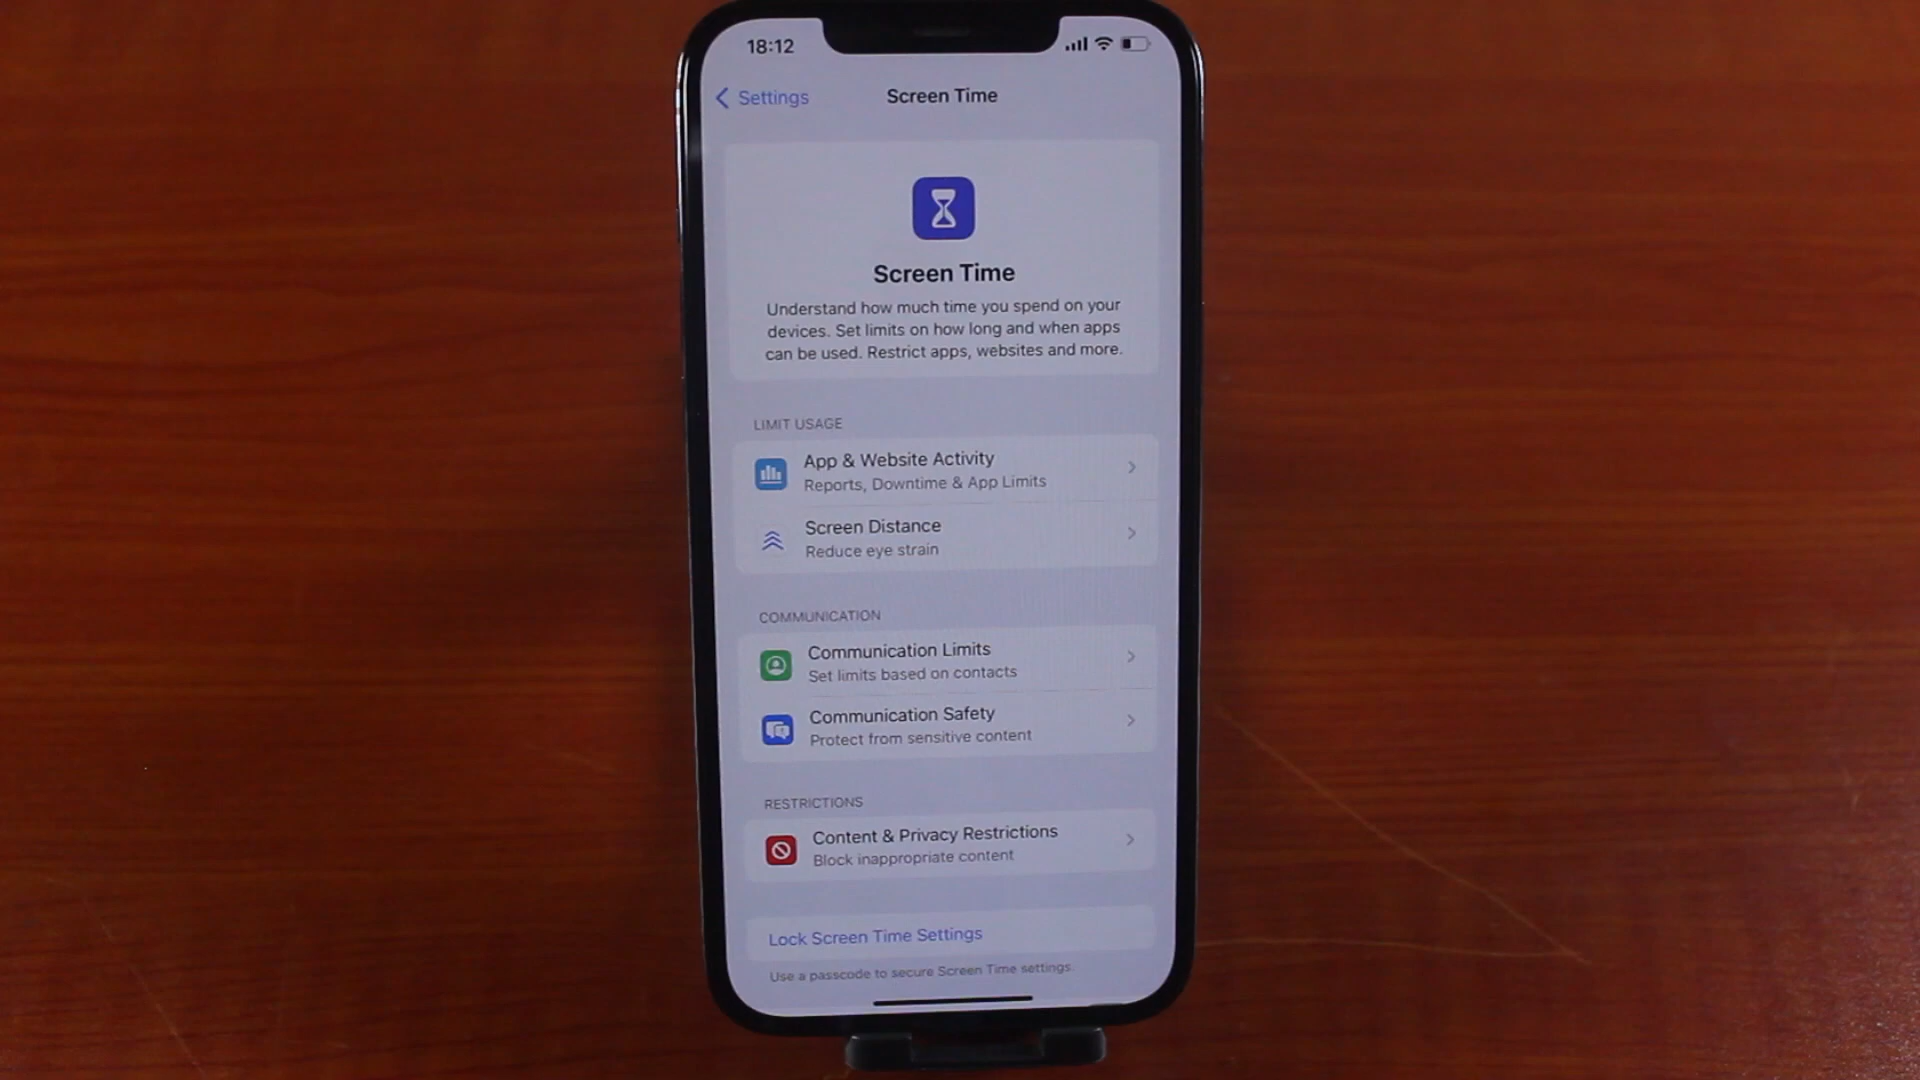 18:12
Settings
Screen Time
Screen Time
Understand how much time you spend on your
devices. Set limits on how long and when apps
can be used. Restrict apps, websites and more.
LIMIT USAGE
App & Website Activity
Reports, Downtime & App Limits
Screen Distance
Reduce eye strain
COMMUNICATION
Communication Limits
Set limits based on contacts
Communication Safety
Protect from sensitive content
RESTRICTIONS
Content & Privacy Restrictions
Block inappropriate content
Lock Screen Time Settings
Use a passcode to secure Screen Time settings.